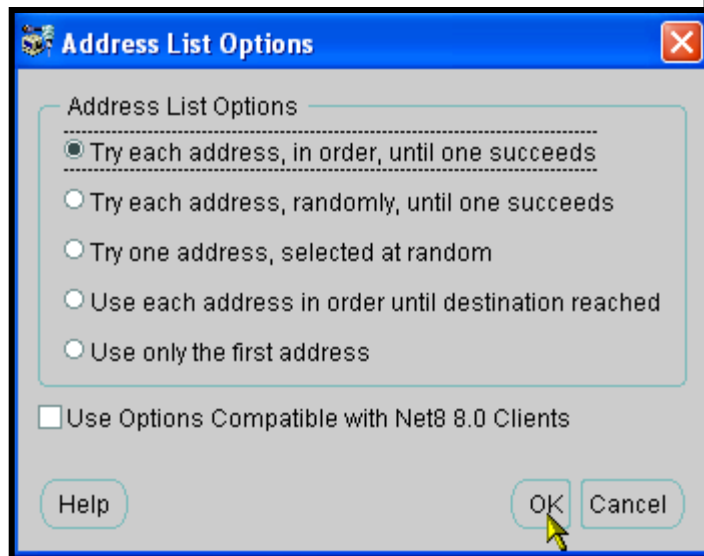 Address List Options
Address List Options
Try each address, in order, until one succeeds
Try each address, randomly, until one succeeds
Try one address, selected at random
Use each address in order until destination reached
Use only the first address
Use Options Compatible with Net8 8.0 Clients
Help OK Cancel